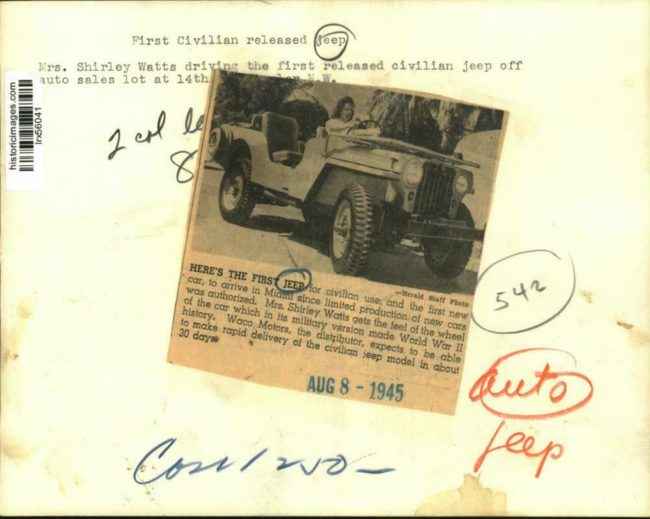 First Civilian released jeep
Mrs. Shirley Watts driving the first released civilian jeep off
auto sales lot at 14th N.W.
historicimages.com
lrx56041
2 col
8
—Herald Staff Photo
HERE'S THE FIRST JEEP for civilian use, and the first new
car, to arrive in Miami since limited production of new cars
was authorized. Mrs. Shirley Watts gets the feel of the wheel
of the car which in its military version made World War II
history. Waco Motors, the distributor, expects to be able
to make rapid delivery of the civilian jeep model in about
30 days.
AUG 8 - 1945
542
auto
jeep